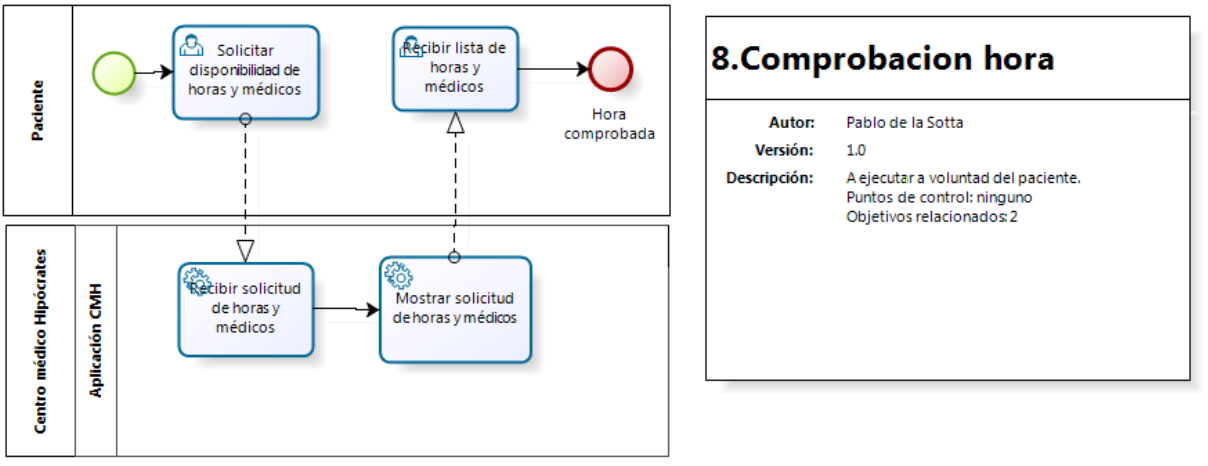 Paciente
Solicitar
disponibilidad de
horas y médicos
Recibir lista de
horas y
médicos
Hora
comprobada
Centro médico Hipócrates
Aplicación CMH
Recibir solicitud
de horas y
médicos
Mostrar solicitud
de horas y médicos
8.Comprobacion hora
Autor: Pablo de la Sotta
Versión: 1.0
Descripción: A ejecutar a voluntad del paciente.
Puntos de control: ninguno
Objetivos relacionados: 2